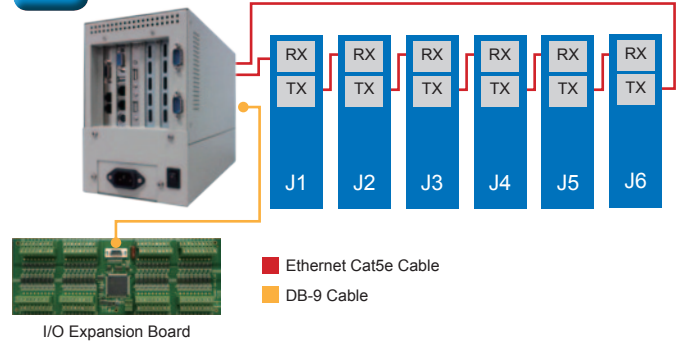 RX RX RX RX RX RX
TX TX TX TX TX TX
J1 J2 J3 J4 J5 J6
Ethernet Cat5e Cable
DB-9 Cable
I/O Expansion Board